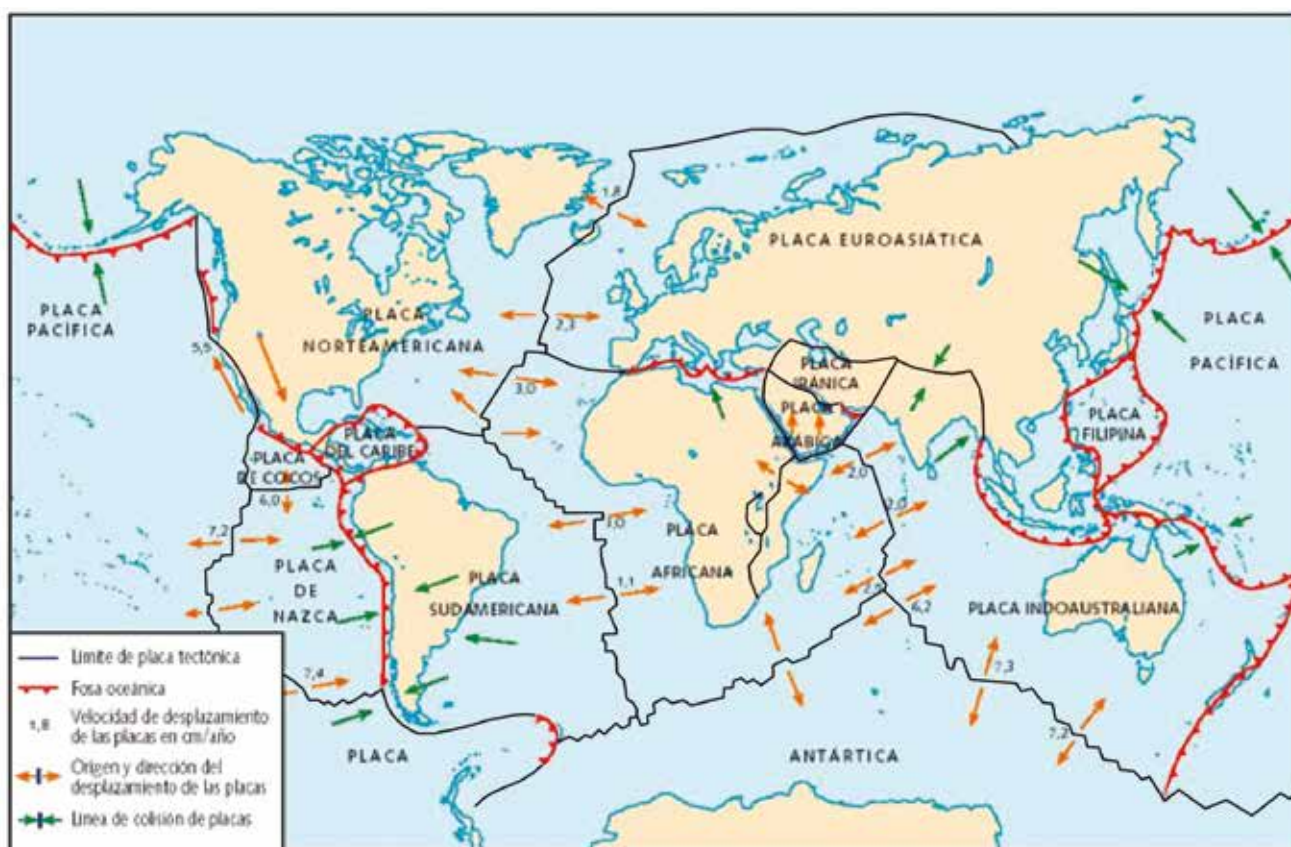 PLACA EUROASIÁTICA
PLACA
PACÍFICA
PLACA
NORTEAMERICANA
PLACA
PACÍFICA
PLACA
IRÁNICA
PLACA
ARÁBIGA
PLACA
FILIPINA
PLACA
DEL CARIBE
PLACA
DE COCOS
PLACA
DE
NAZCA
PLACA
SUDAMERICANA
PLACA
AFRICANA
PLACA INDOAUSTRALIANA
PLACA
ANTÁRTICA
1,8
2,3
5,5
3,0
6,0
7,2
3,0
1,1
2,0
2,0
6,2
7,4
7,3
7,2
Límite de placa tectónica
Fosa oceánica
1,8
Velocidad de desplazamiento
de las placas en cm/año
Origen y dirección del
desplazamiento de las placas
Línea de colisión de placas